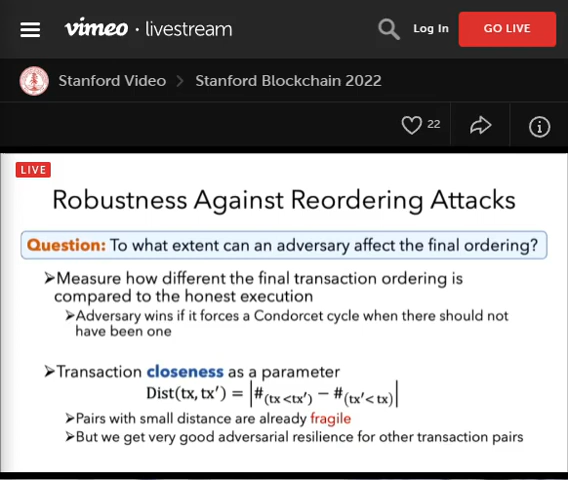 vimeo · livestream
Log In
GO LIVE
Stanford Video > Stanford Blockchain 2022
22
LIVE
Robustness Against Reordering Attacks
Question: To what extent can an adversary affect the final ordering?
➢Measure how different the final transaction ordering is
compared to the honest execution
➢Adversary wins if it forces a Condorcet cycle when there should not
have been one
➢Transaction closeness as a parameter
Dist(tx, tx′) = |#(tx <tx′) − #(tx′< tx)|
➢Pairs with small distance are already fragile
➢But we get very good adversarial resilience for other transaction pairs